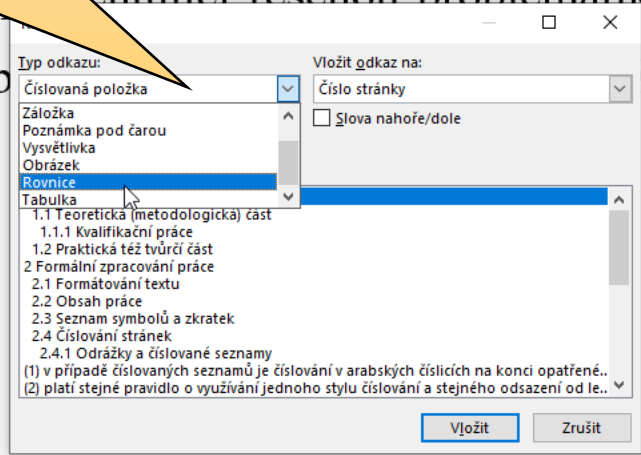 Typ odkazu:
Vložit odkaz na:
Číslovaná položka
Číslo stránky
Záložka
Poznámka pod čarou
Vysvětlivka
Obrázek
Rovnice
Tabulka
Slova nahoře/dole
1.1 Teoretická (metodologická) část
1.1.1 Kvalifikační práce
1.2 Praktická též tvůrčí část
2 Formální zpracování práce
2.1 Formátování textu
2.2 Obsah práce
2.3 Seznam symbolů a zkratek
2.4 Číslování stránek
2.4.1 Odrážky a číslované seznamy
(1) v případě číslovaných seznamů je číslování v arabských číslicích na konci opatřené..
(2) platí stejné pravidlo o využívání jednoho stylu číslování a stejného odsazení od le..
Vložit
Zrušit